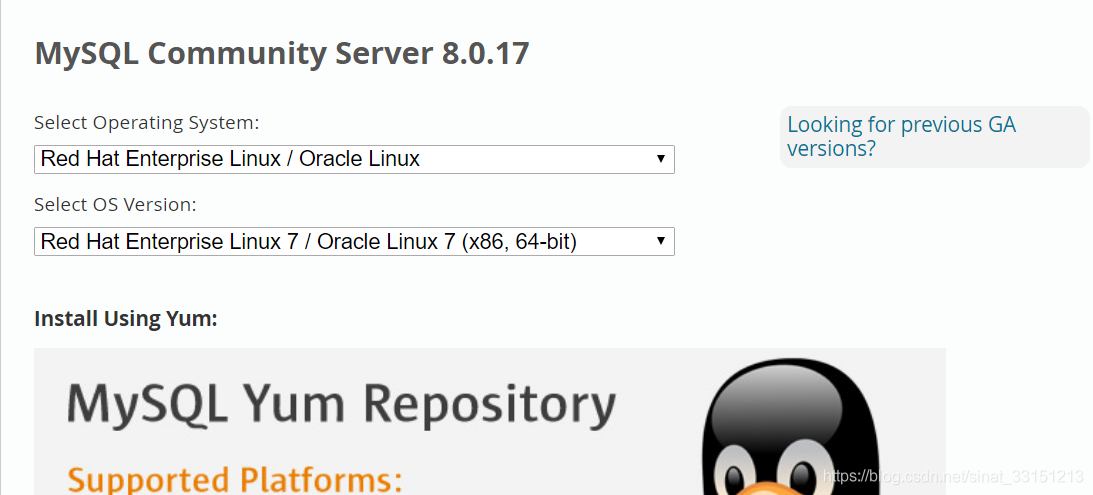 MySQL Community Server 8.0.17
Select Operating System:
Red Hat Enterprise Linux / Oracle Linux
Looking for previous GA
versions?
Select OS Version:
Red Hat Enterprise Linux 7 / Oracle Linux 7 (x86, 64-bit)
Install Using Yum:
MySQL Yum Repository
Supported Platforms:
https://blog.csdn.net/sinat_33151213